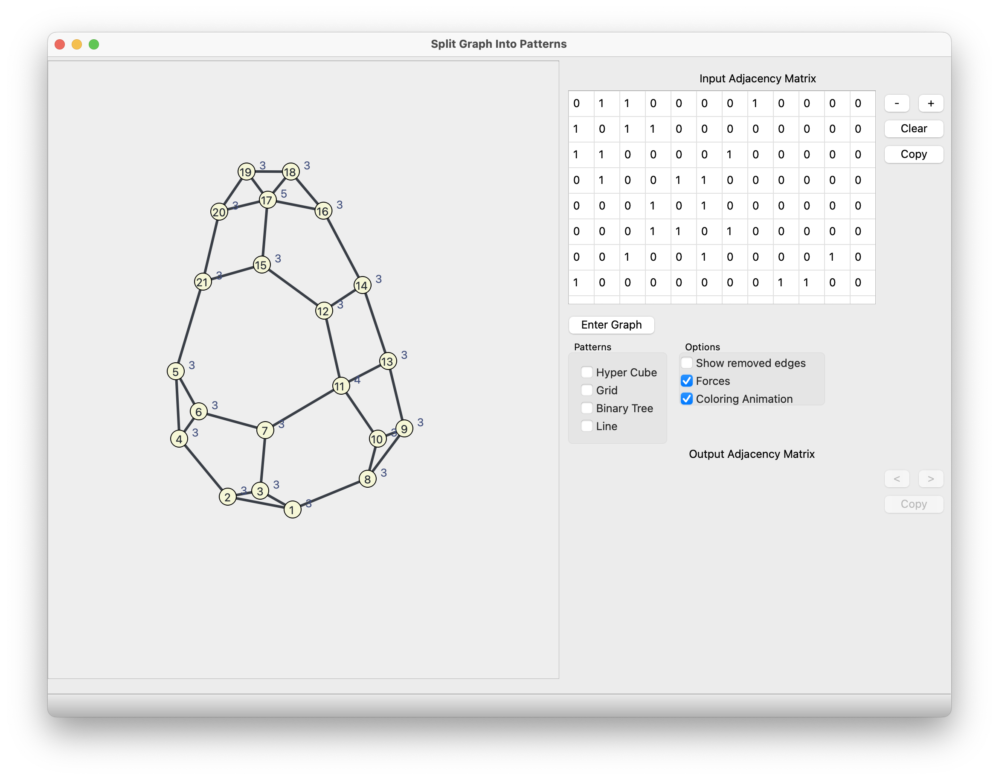 Split Graph Into Patterns
Input Adjacency Matrix
0 1 1 0 0 0 0 1 0 0 0 0
1 0 1 1 0 0 0 0 0 0 0 0
1 1 0 0 0 0 1 0 0 0 0 0
0 1 0 0 1 1 0 0 0 0 0 0
0 0 0 1 0 1 0 0 0 0 0 0
0 0 0 1 1 0 1 0 0 0 0 0
0 0 1 0 0 1 0 0 0 0 1 0
1 0 0 0 0 0 0 0 1 1 0 0
- +
Clear
Copy
Enter Graph
Patterns
Hyper Cube
Grid
Binary Tree
Line
Options
Show removed edges
Forces
Coloring Animation
Output Adjacency Matrix
< >
Copy
19 3 18 3
17 5
20 3 16 3
15 3
21 3 14 3
12 3
13 3
5 3
11 4
6 3
7 3 9 3
4 3 10 3
8 3
2 3 3 3
1 3